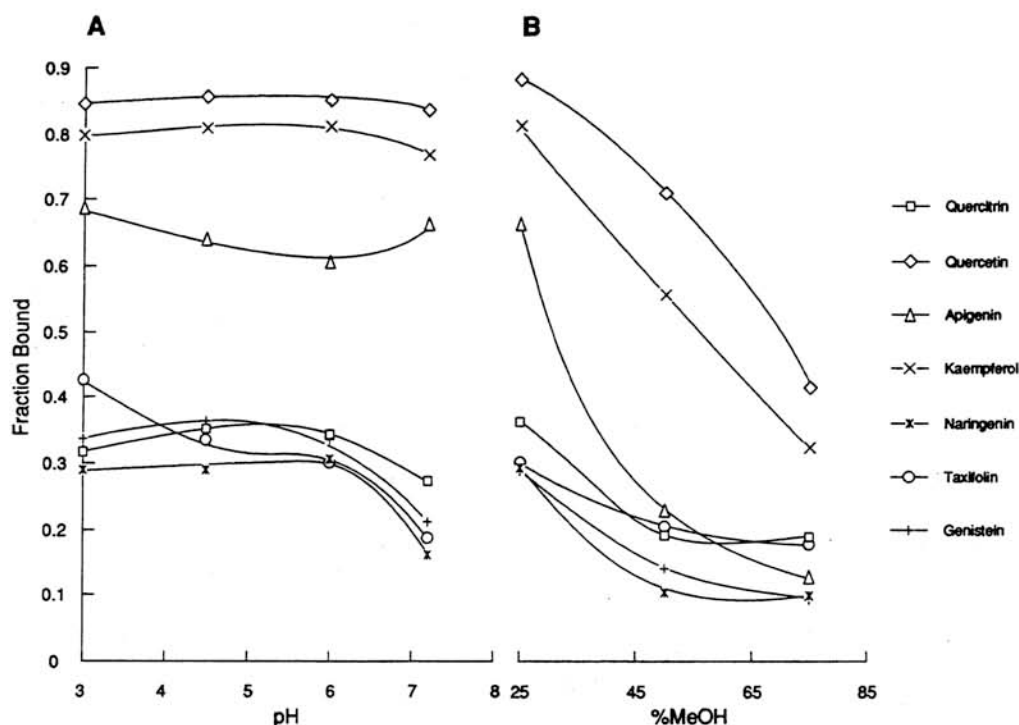 A
B
0.9
0.8
0.7
0.6
0.5
0.4
0.3
0.2
0.1
0
Fraction Bound
3 4 5 6 7 8
pH
25 45 65 85
%MeOH
Quercitrin
Quercetin
Apigenin
Kaempferol
Naringenin
Taxifolin
Genistein